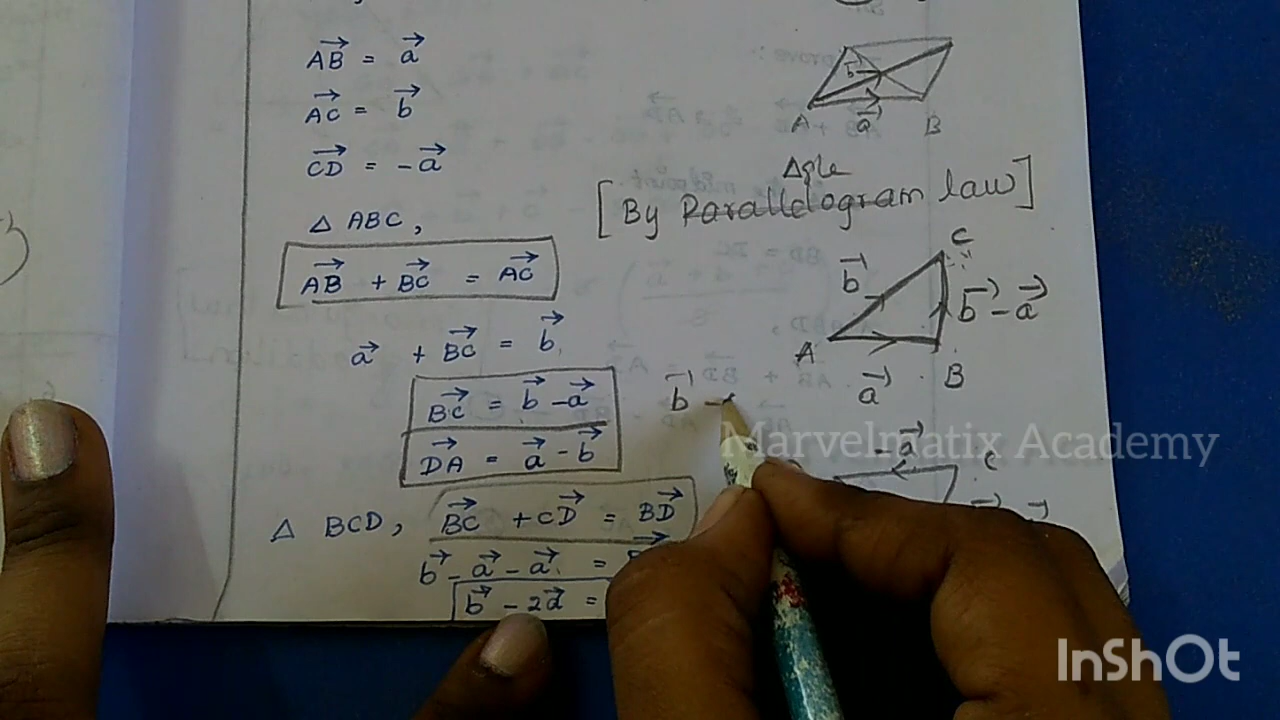 AB→ = a→
AC→ = b→
CD→ = -a→
Δ ABC,
AB→ + BC→ = AC→
a→ + BC→ = b→
BC→ = b→ - a→
DA→ = a→ - b→
Δ BCD, BC→ + CD→ = BD→
b→ - a→ - a→ =
b→ - 2a→ =
b→
A a→ B
Δgle
[By Parallelogram law]
C
b→ b→ - a→
A a→ B
b→ -
Marvelmatix Academy
-a→ C
InShOt